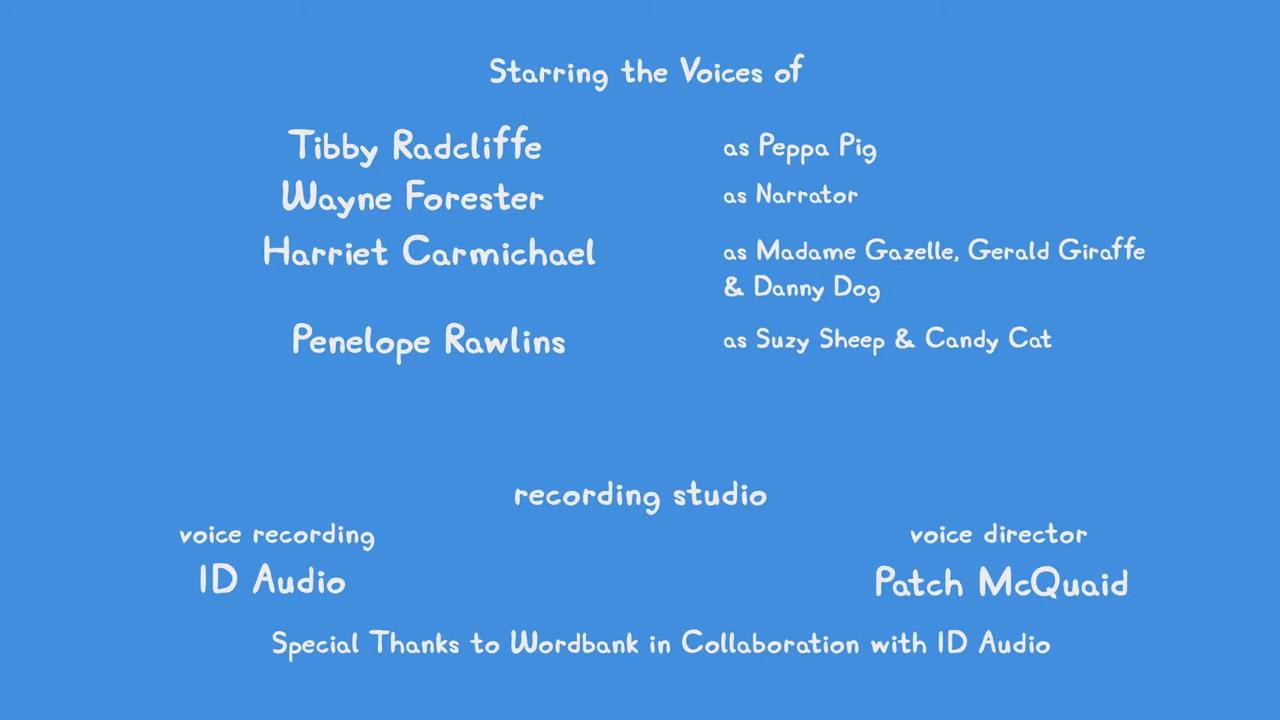 Starring the Voices of
Tibby Radcliffe as Peppa Pig
Wayne Forester as Narrator
Harriet Carmichael as Madame Gazelle, Gerald Giraffe
& Danny Dog
Penelope Rawlins as Suzy Sheep & Candy Cat
recording studio
voice recording voice director
ID Audio Patch McQuaid
Special Thanks to Wordbank in Collaboration with ID Audio